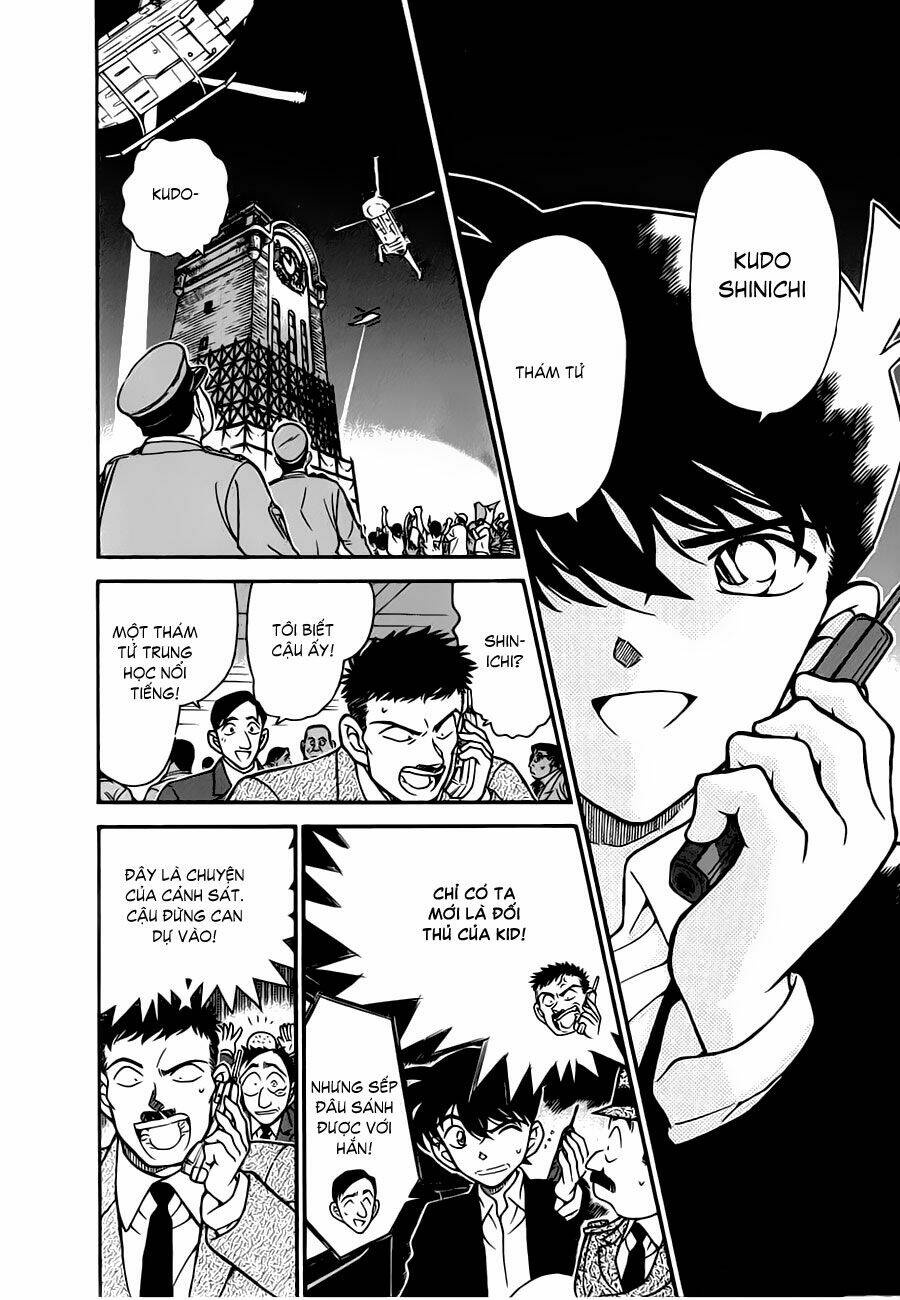 KUDO
SHINICHI
THÁM TỬ
KUDO-
SHIN-
ICHI?
TÔI BIẾT
CẬU ẤY!
MỘT THÁM
TỬ TRUNG
HỌC NỔI
TIẾNG!
CHỈ CÓ TA
MỚI LÀ ĐỐI
THỦ CỦA KID!
NHƯNG SẾP
ĐÂU SÁNH
ĐƯỢC VỚI
HẮN!
ĐÂY LÀ CHUYỆN
CỦA CẢNH SÁT.
CẬU ĐỪNG CAN
DỰ VÀO!